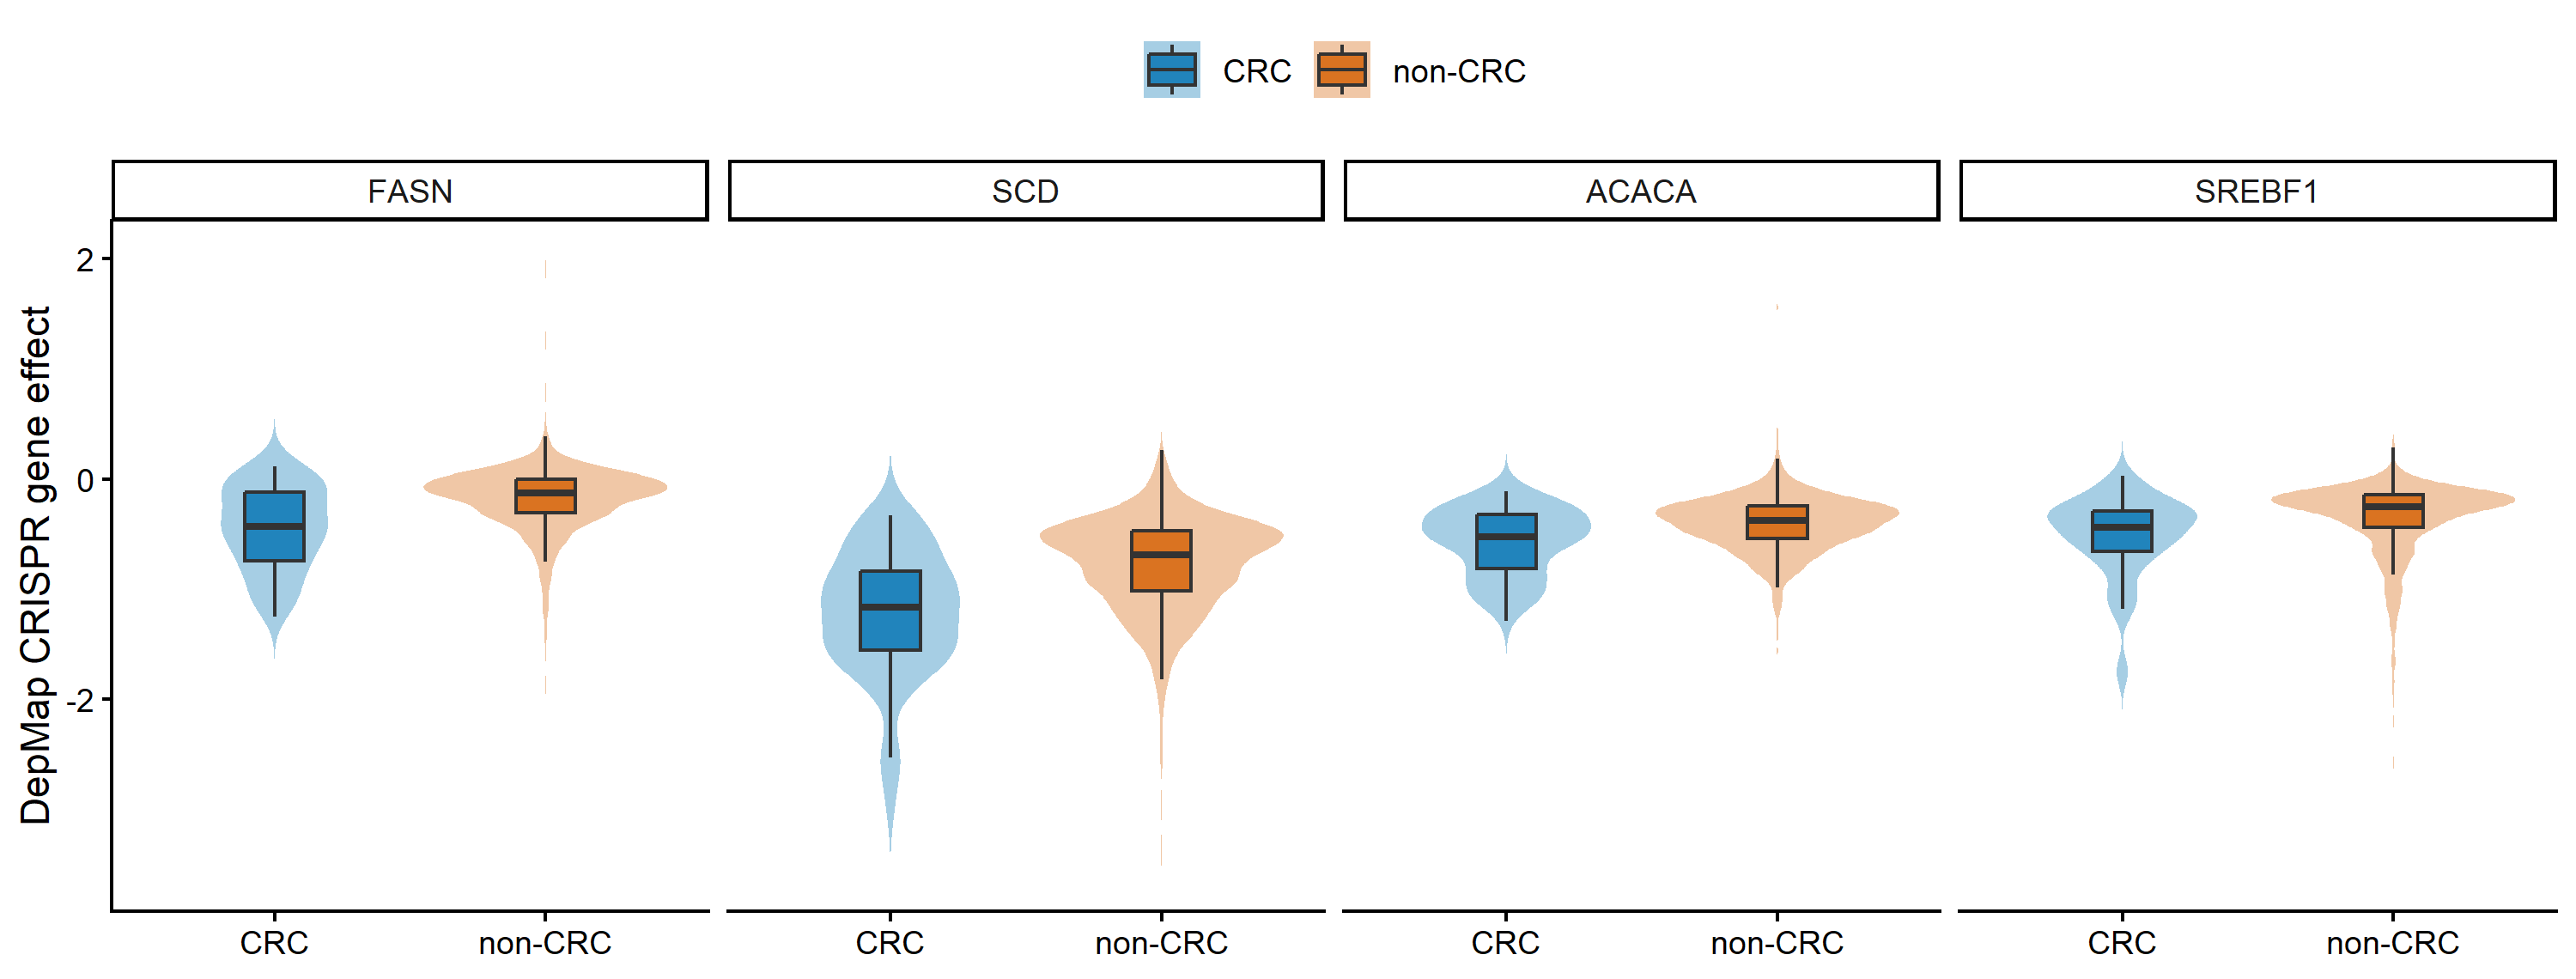 CRC non-CRC
FASN SCD ACACA SREBF1
DepMap CRISPR gene effect
2
0
-2
CRC non-CRC CRC non-CRC CRC non-CRC CRC non-CRC